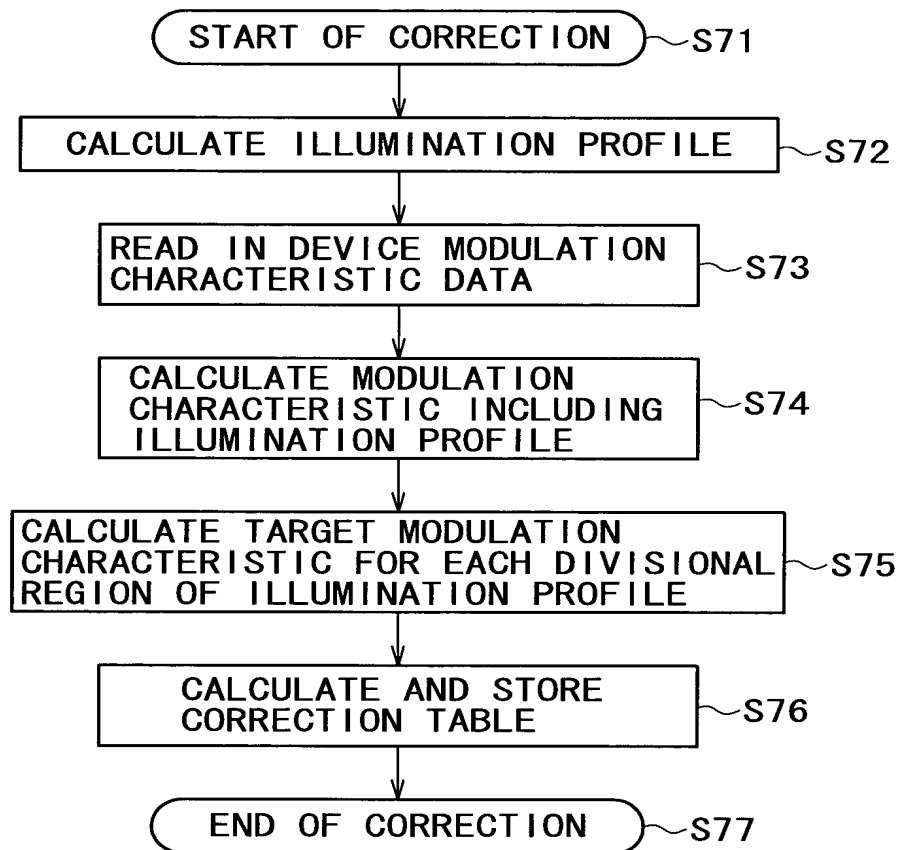 START OF CORRECTION
S71
CALCULATE ILLUMINATION PROFILE
S72
READ IN DEVICE MODULATION
CHARACTERISTIC DATA
S73
CALCULATE MODULATION
CHARACTERISTIC INCLUDING
ILLUMINATION PROFILE
S74
CALCULATE TARGET MODULATION
CHARACTERISTIC FOR EACH DIVISIONAL
REGION OF ILLUMINATION PROFILE
S75
CALCULATE AND STORE
CORRECTION TABLE
S76
END OF CORRECTION
S77